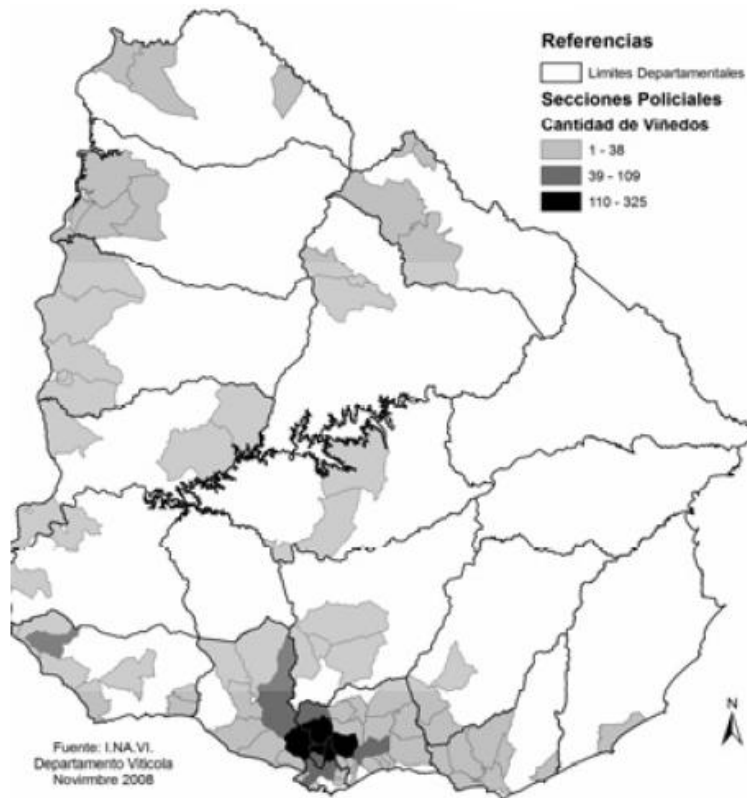 Referencias
Limites Departamentales
Secciones Policiales
Cantidad de Viñedos
1 - 38
39 - 109
110 - 325
N
Fuente: I.NA.VI.
Departamento Viticola
Novirmbre 2008